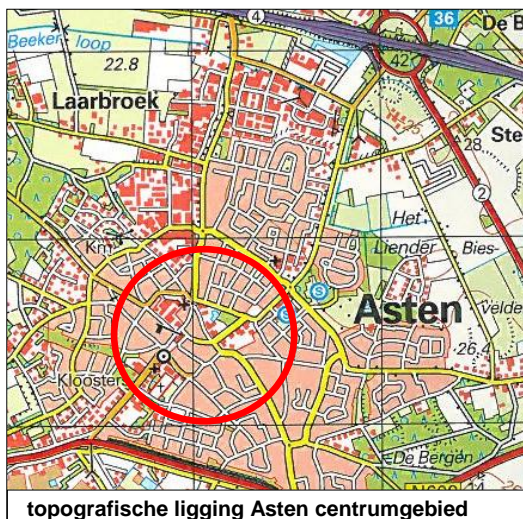 4
36
De B
Beeker loop
22.8
42
Laarbroek
Ste
28
2
Het
Km
Liender Bies-
S
Asten
velde
S
26,4
Klooster
De Bergen
topografische ligging Asten centrumgebied